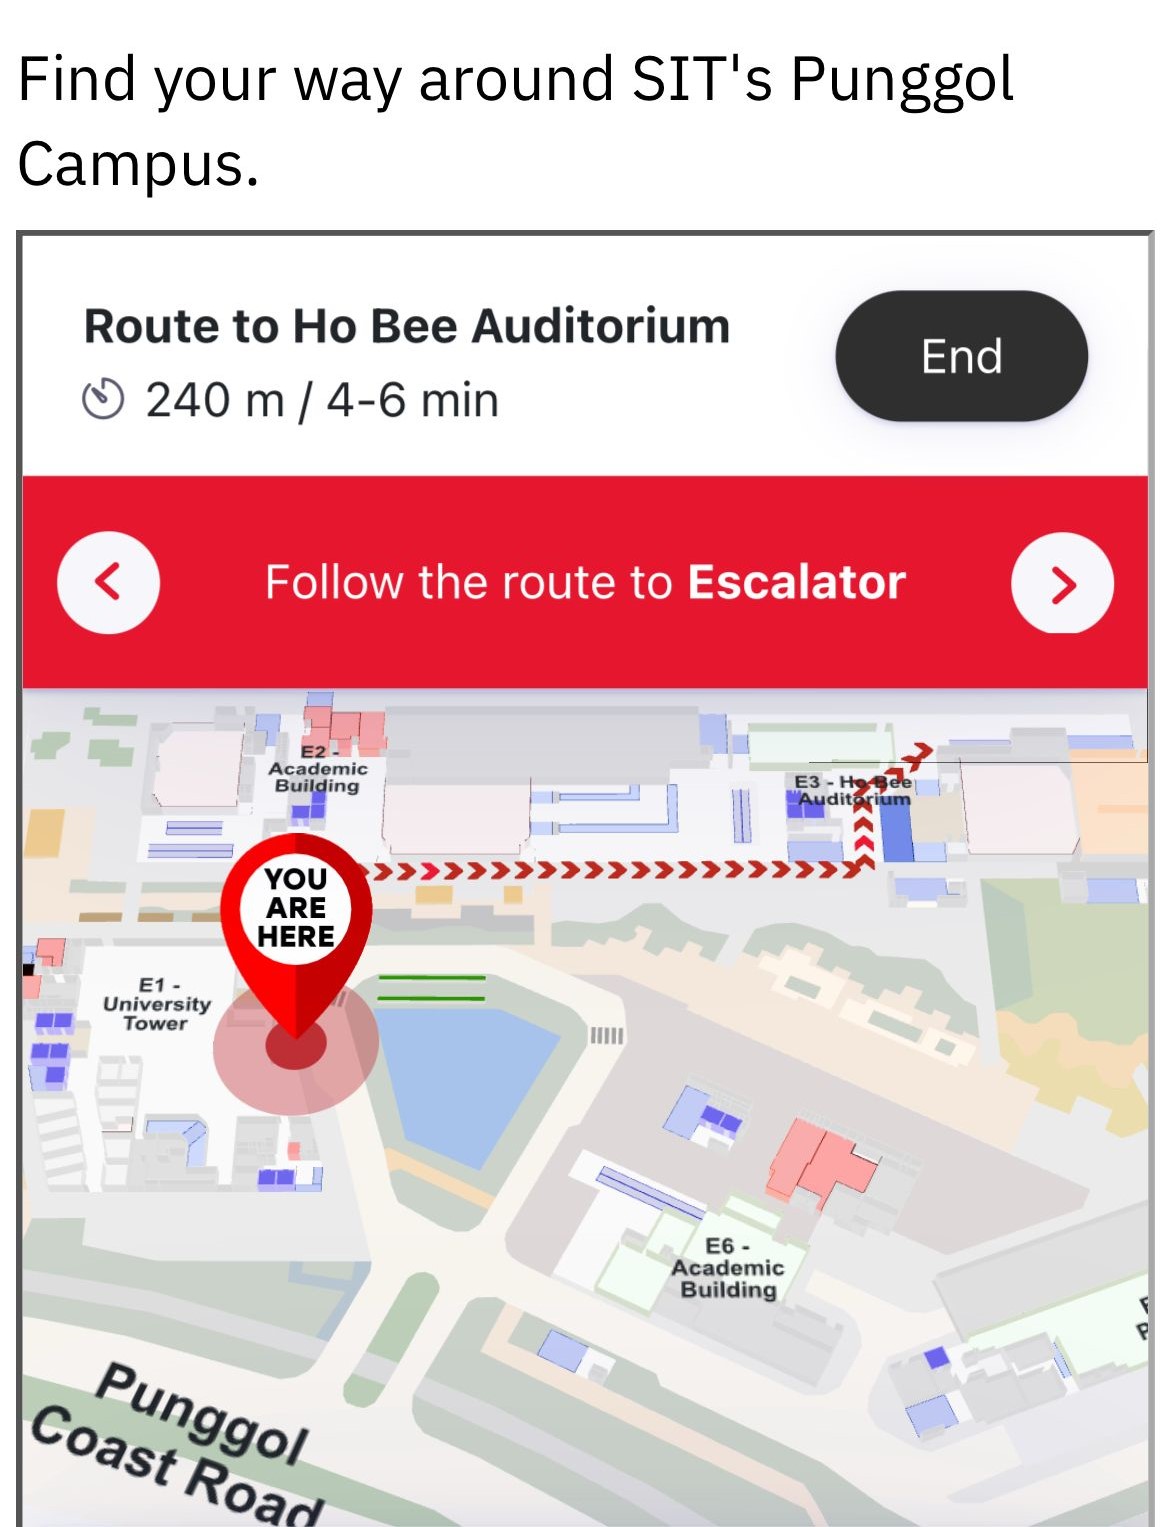 Find your way around SIT's Punggol
Campus.
Route to Ho Bee Auditorium
240 m / 4-6 min
End
Follow the route to Escalator
E2 -
Academic
Building
E3 - Ho Bee
Auditorium
YOU
ARE
HERE
E1 -
University
Tower
E6 -
Academic
Building
Punggol
Coast Road